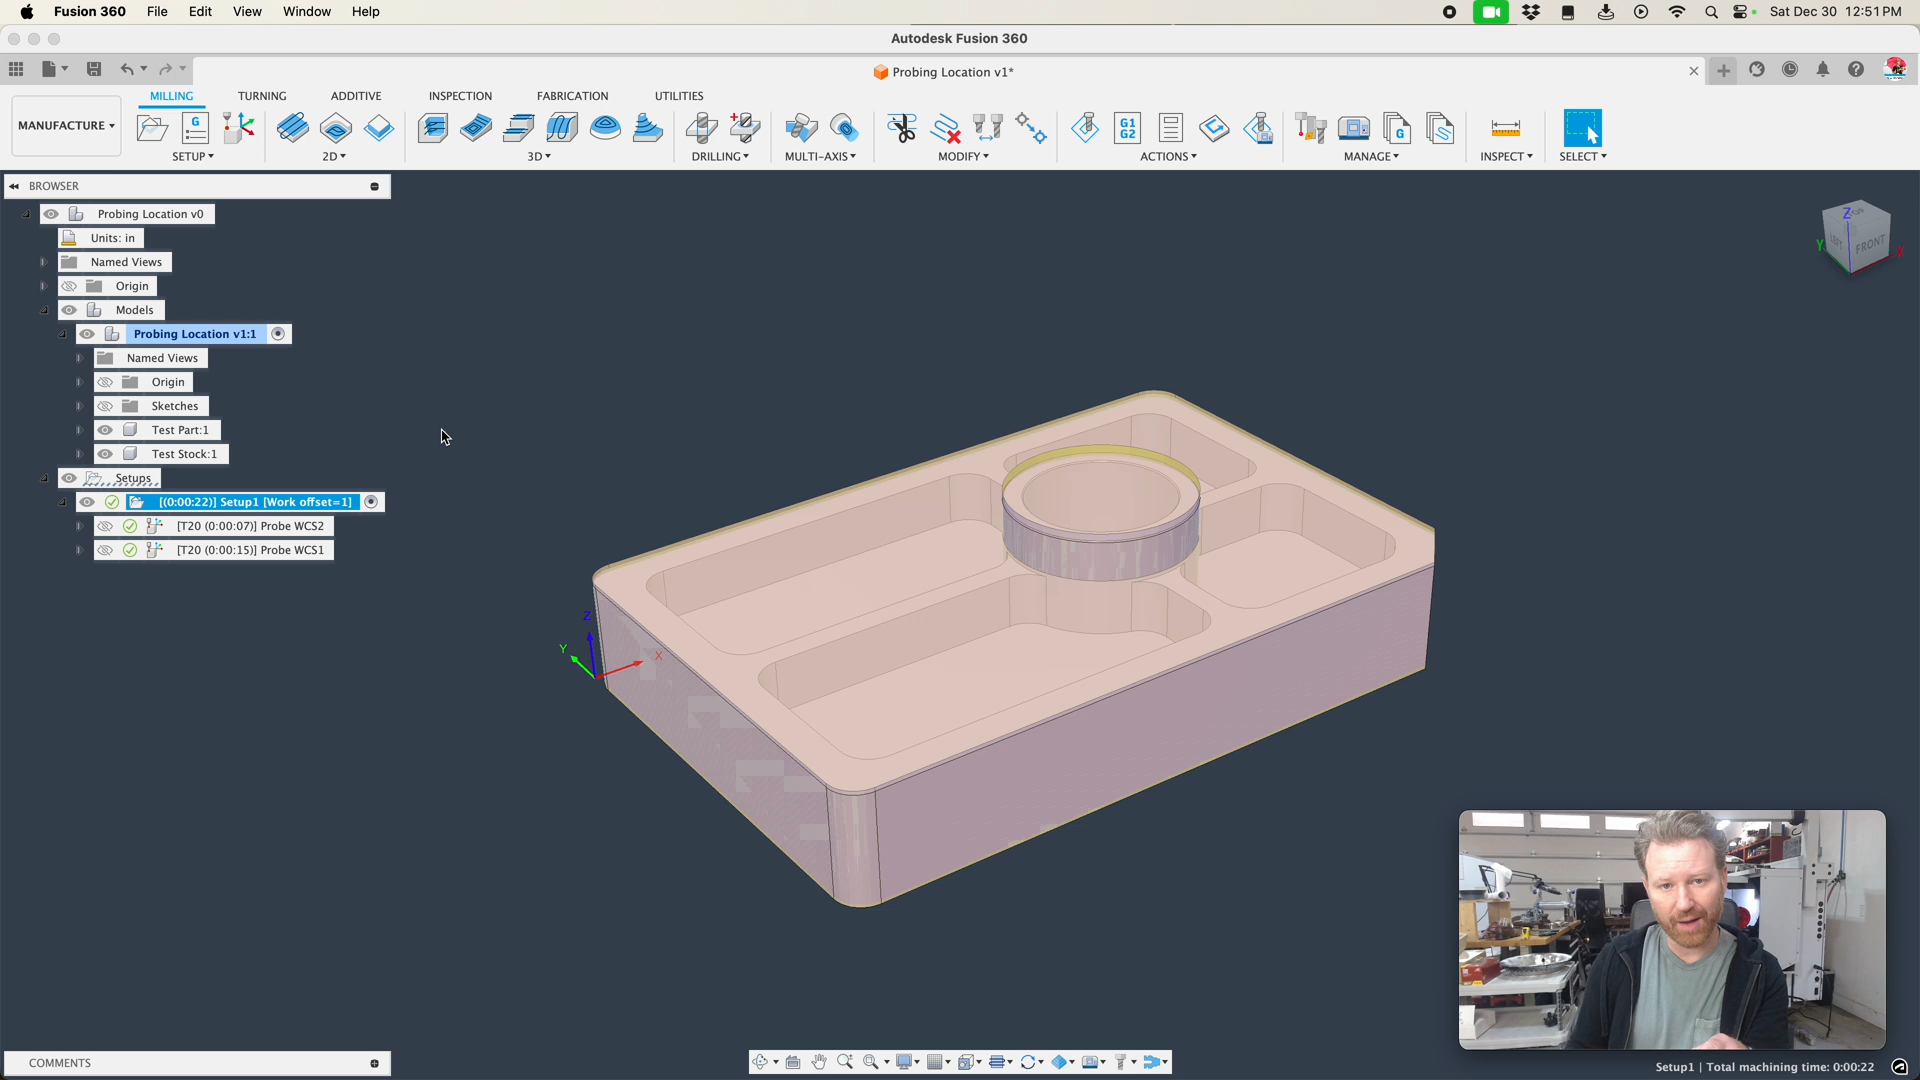 Fusion 360 File Edit View Window Help
Sat Dec 30 12:51 PM
Autodesk Fusion 360
Probing Location v1*
MILLING TURNING ADDITIVE INSPECTION FABRICATION UTILITIES
MANUFACTURE
G
G1
G2
G
SETUP 2D 3D DRILLING MULTI-AXIS MODIFY ACTIONS MANAGE INSPECT SELECT
BROWSER
Probing Location v0
Units: in
Named Views
Origin
Models
Probing Location v1:1
Named Views
Origin
Sketches
Test Part:1
Test Stock:1
Setups
[(0:00:22)] Setup1 [Work offset=1]
[T20 (0:00:07)] Probe WCS2
[T20 (0:00:15)] Probe WCS1
Z
TOP
Y
LEFT
FRONT
X
Z
Y
X
COMMENTS
Setup1 | Total machining time: 0:00:22